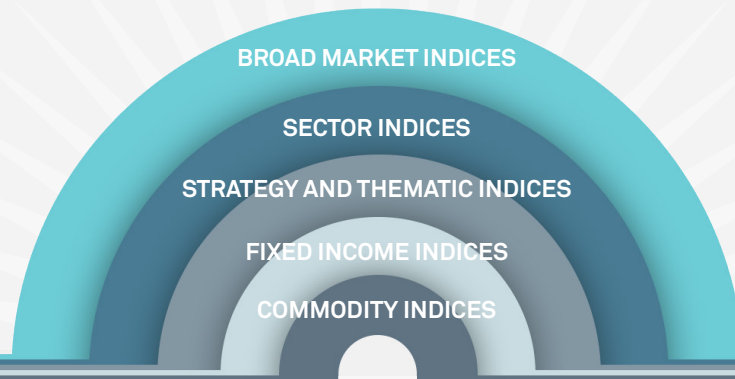 BROAD MARKET INDICES
SECTOR INDICES
STRATEGY AND THEMATIC INDICES
FIXED INCOME INDICES
COMMODITY INDICES